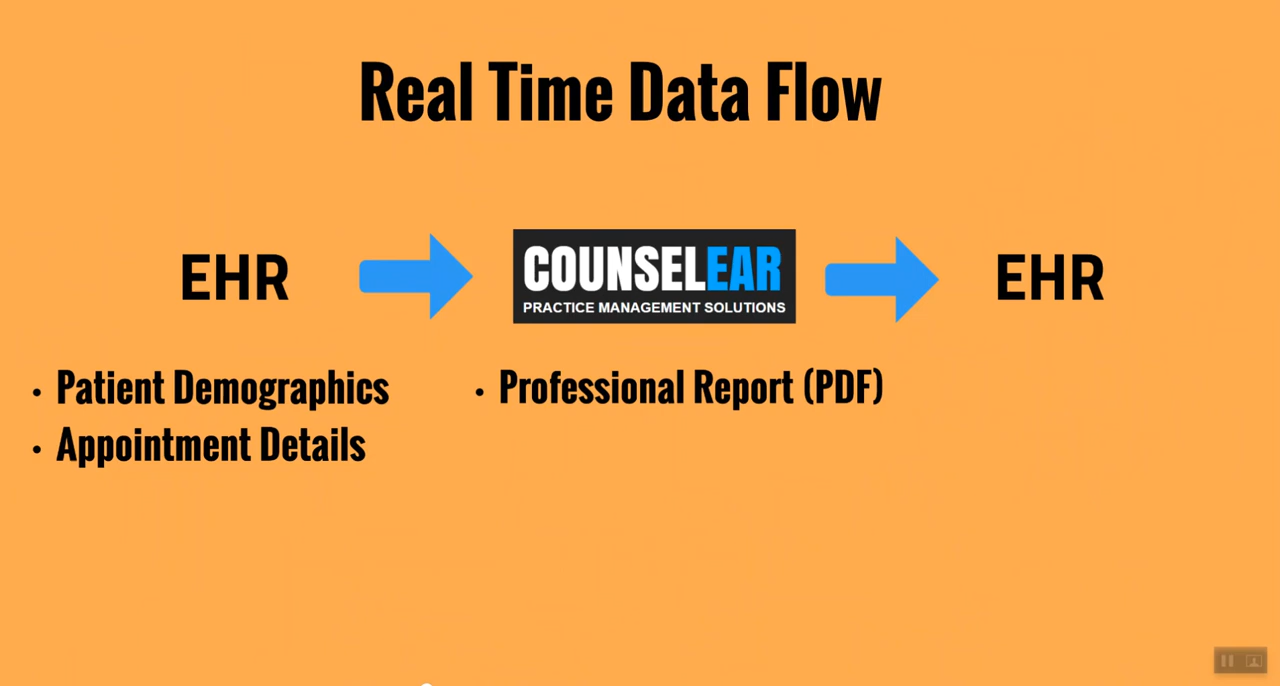 Real Time Data Flow
EHR
COUNSELEAR
PRACTICE MANAGEMENT SOLUTIONS
EHR
• Patient Demographics
• Appointment Details
• Professional Report (PDF)